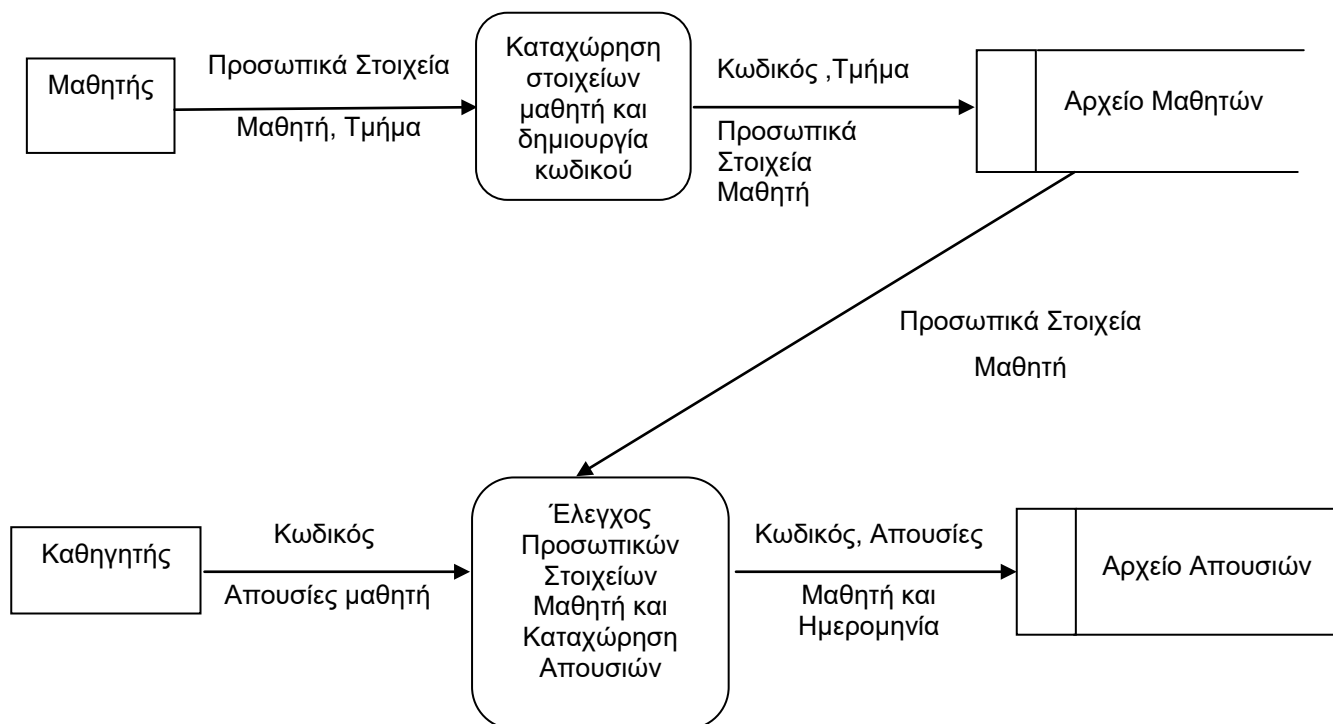 Μαθητής
Προσωπικά Στοιχεία
Μαθητή, Τμήμα
Καταχώρηση
στοιχείων
μαθητή και
δημιουργία
κωδικού
Κωδικός ,Τμήμα
Προσωπικά
Στοιχεία
Μαθητή
Αρχείο Μαθητών
Προσωπικά Στοιχεία
Μαθητή
Καθηγητής
Κωδικός
Απουσίες μαθητή
Έλεγχος
Προσωπικών
Στοιχείων
Μαθητή και
Καταχώρηση
Απουσιών
Κωδικός, Απουσίες
Μαθητή και
Ημερομηνία
Αρχείο Απουσιών